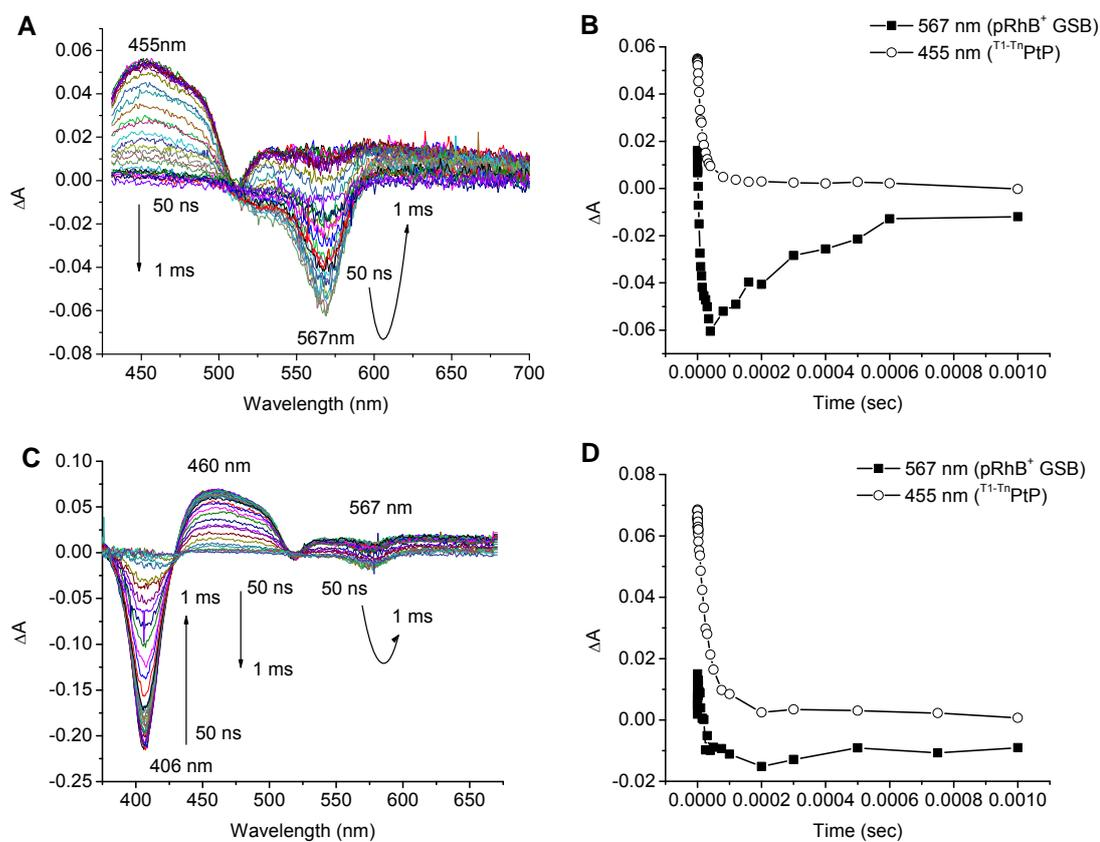 A
455nm
0.06
0.04
0.02
0.00
-0.02
-0.04
-0.06
-0.08
ΔA
50 ns
1 ms
1 ms
50 ns
567nm
450 500 550 600 650 700
Wavelength (nm)
B
567 nm (pRhB+ GSB)
455 nm (T1-TnPtP)
0.06
0.04
0.02
0.00
-0.02
-0.04
-0.06
ΔA
0.0000 0.0002 0.0004 0.0006 0.0008 0.0010
Time (sec)
C
460 nm
567 nm
0.10
0.05
0.00
-0.05
-0.10
-0.15
-0.20
-0.25
ΔA
50 ns
50 ns
1 ms
1 ms
1 ms
50 ns
406 nm
400 450 500 550 600 650
Wavelength (nm)
D
567 nm (pRhB+ GSB)
455 nm (T1-TnPtP)
0.08
0.06
0.04
0.02
0.00
-0.02
ΔA
0.0000 0.0002 0.0004 0.0006 0.0008 0.0010
Time (sec)